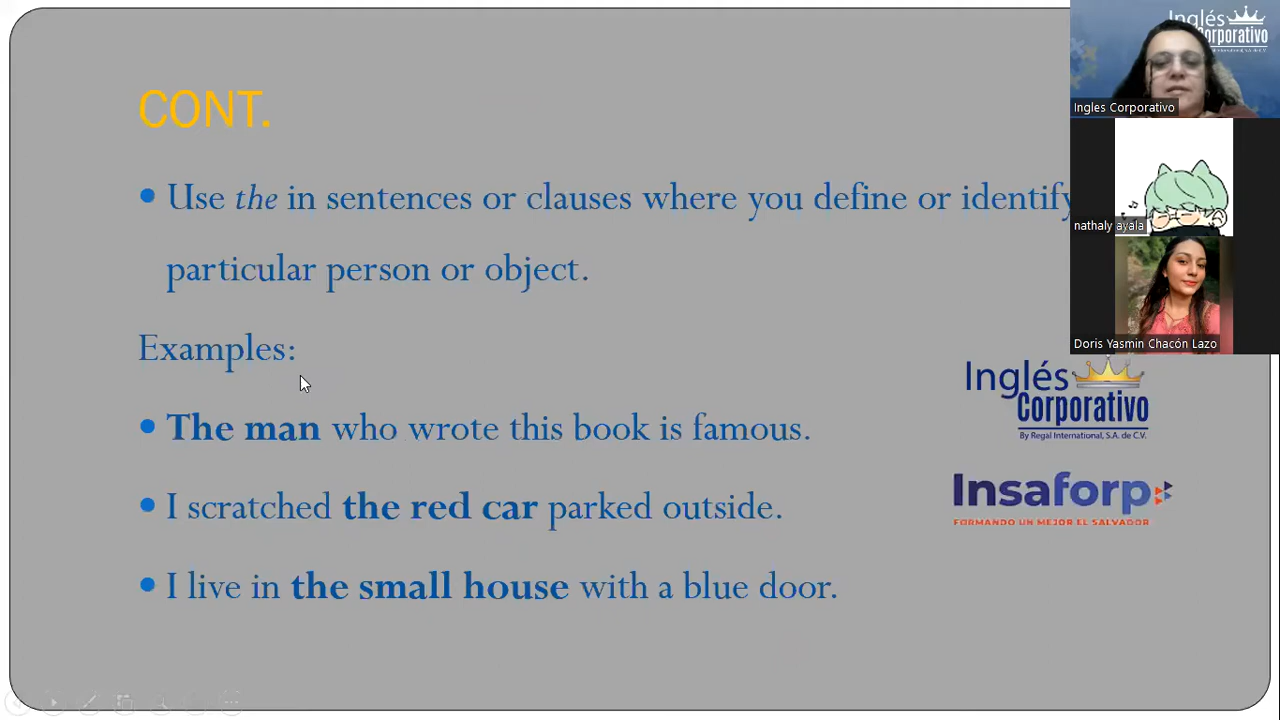 Inglés
Corporativo
Ingles Corporativo
CONT.
Use the in sentences or clauses where you define or identify
particular person or object.
nathaly ayala
Doris Yasmin Chacón Lazo
Examples:
The man who wrote this book is famous.
I scratched the red car parked outside.
I live in the small house with a blue door.
Inglés
Corporativo
By Regal International, S.A. de C.V.
Insaforp
FORMANDO UN MEJOR EL SALVADOR